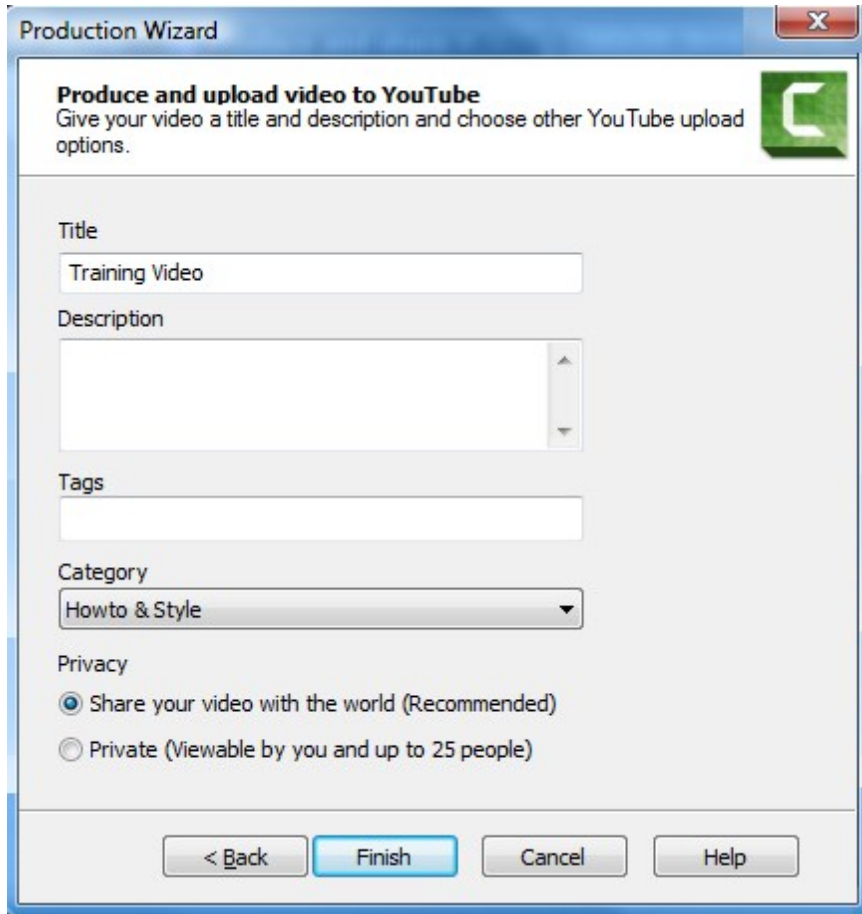 Production Wizard
Produce and upload video to YouTube
Give your video a title and description and choose other YouTube upload
options.
Title
Training Video
Description
Tags
Category
Howto & Style
Privacy
Share your video with the world (Recommended)
Private (Viewable by you and up to 25 people)
< Back Finish Cancel Help